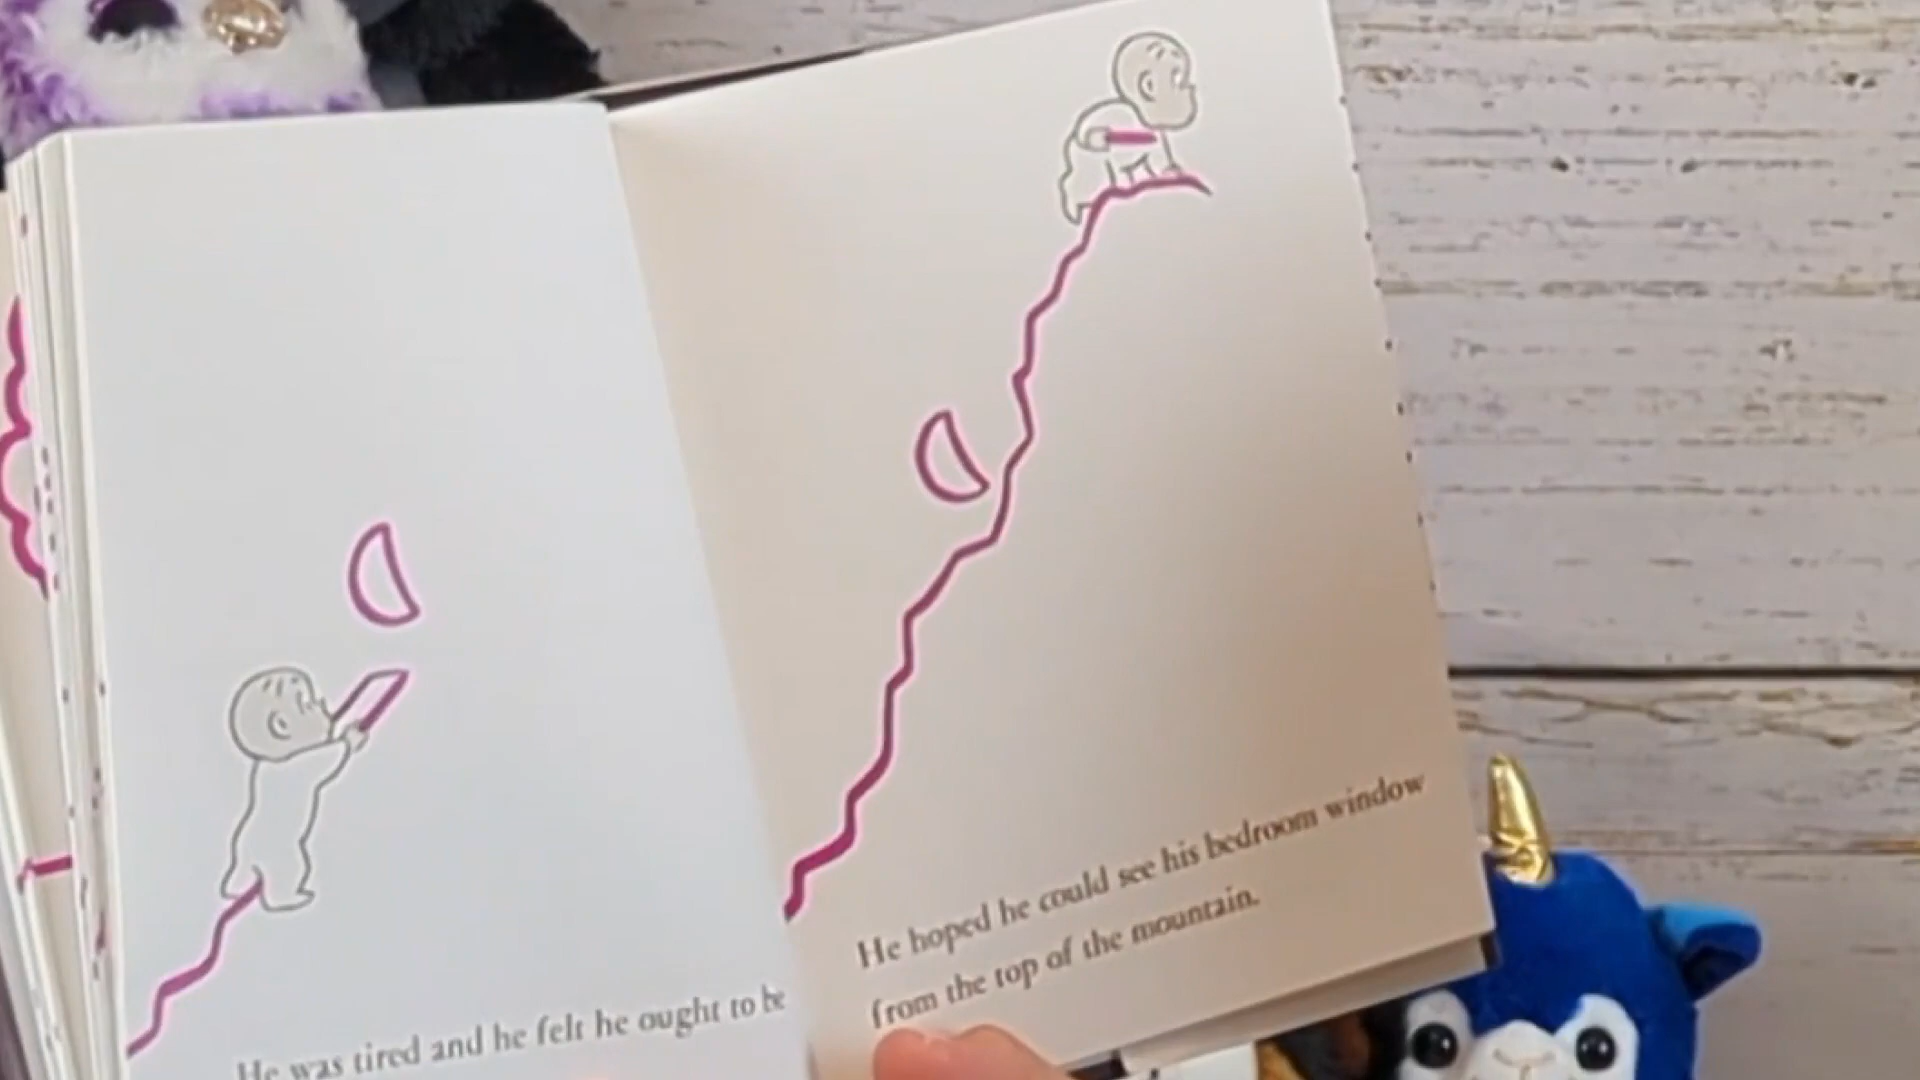 He was tired and he felt he ought to be
He hoped he could see his bedroom window
from the top of the mountain.